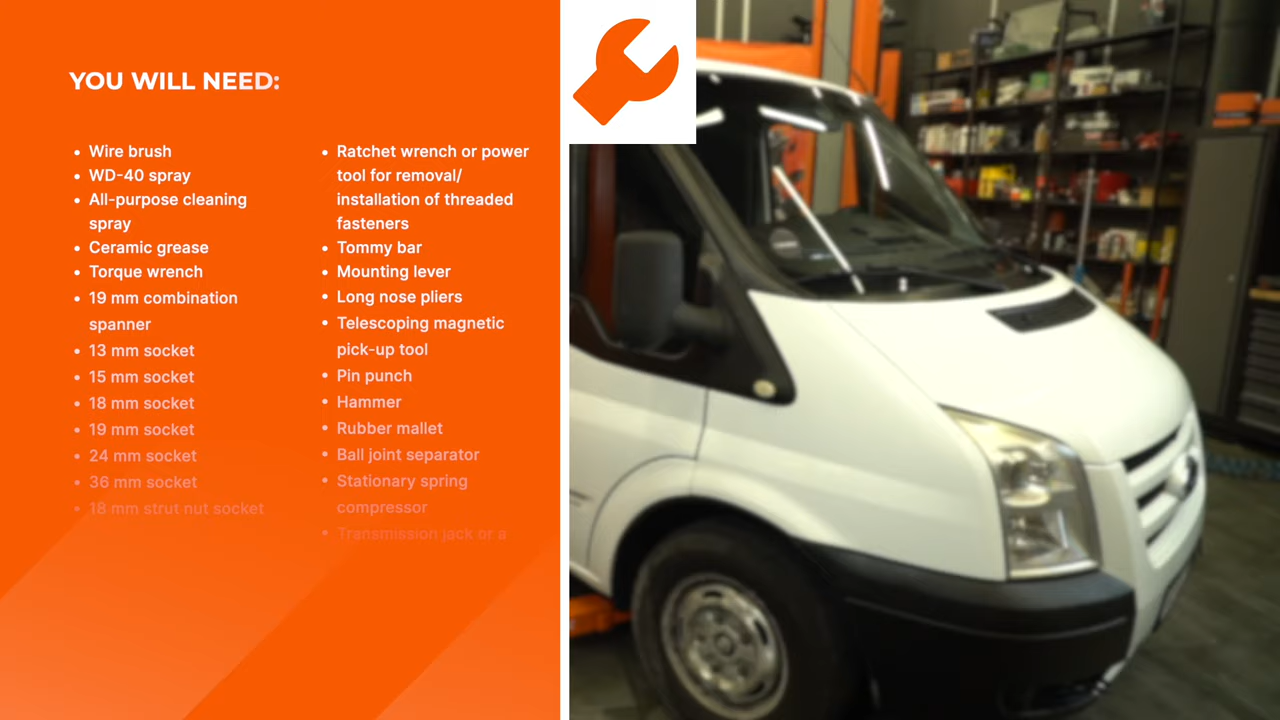 YOU WILL NEED:
• Wire brush
• WD-40 spray
• All-purpose cleaning
spray
• Ceramic grease
• Torque wrench
• 19 mm combination
spanner
• 13 mm socket
• 15 mm socket
• 18 mm socket
• 19 mm socket
• 24 mm socket
• 36 mm socket
• 18 mm strut nut socket
• Ratchet wrench or power
tool for removal/
installation of threaded
fasteners
• Tommy bar
• Mounting lever
• Long nose pliers
• Telescoping magnetic
pick-up tool
• Pin punch
• Hammer
• Rubber mallet
• Ball joint separator
• Stationary spring
compressor
• Transmission jack or a